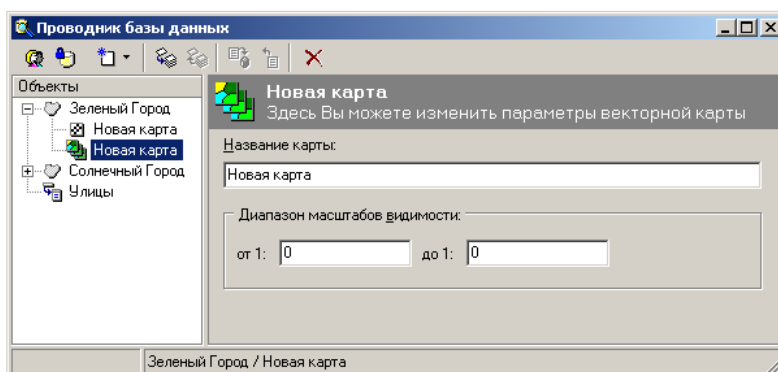 Проводник базы данных
Объекты
Зеленый Город
Новая карта
Новая карта
Солнечный Город
Улицы
Новая карта
Здесь Вы можете изменить параметры векторной карты
Название карты:
Новая карта
Диапазон масштабов видимости:
от 1: 0 до 1: 0
Зеленый Город / Новая карта